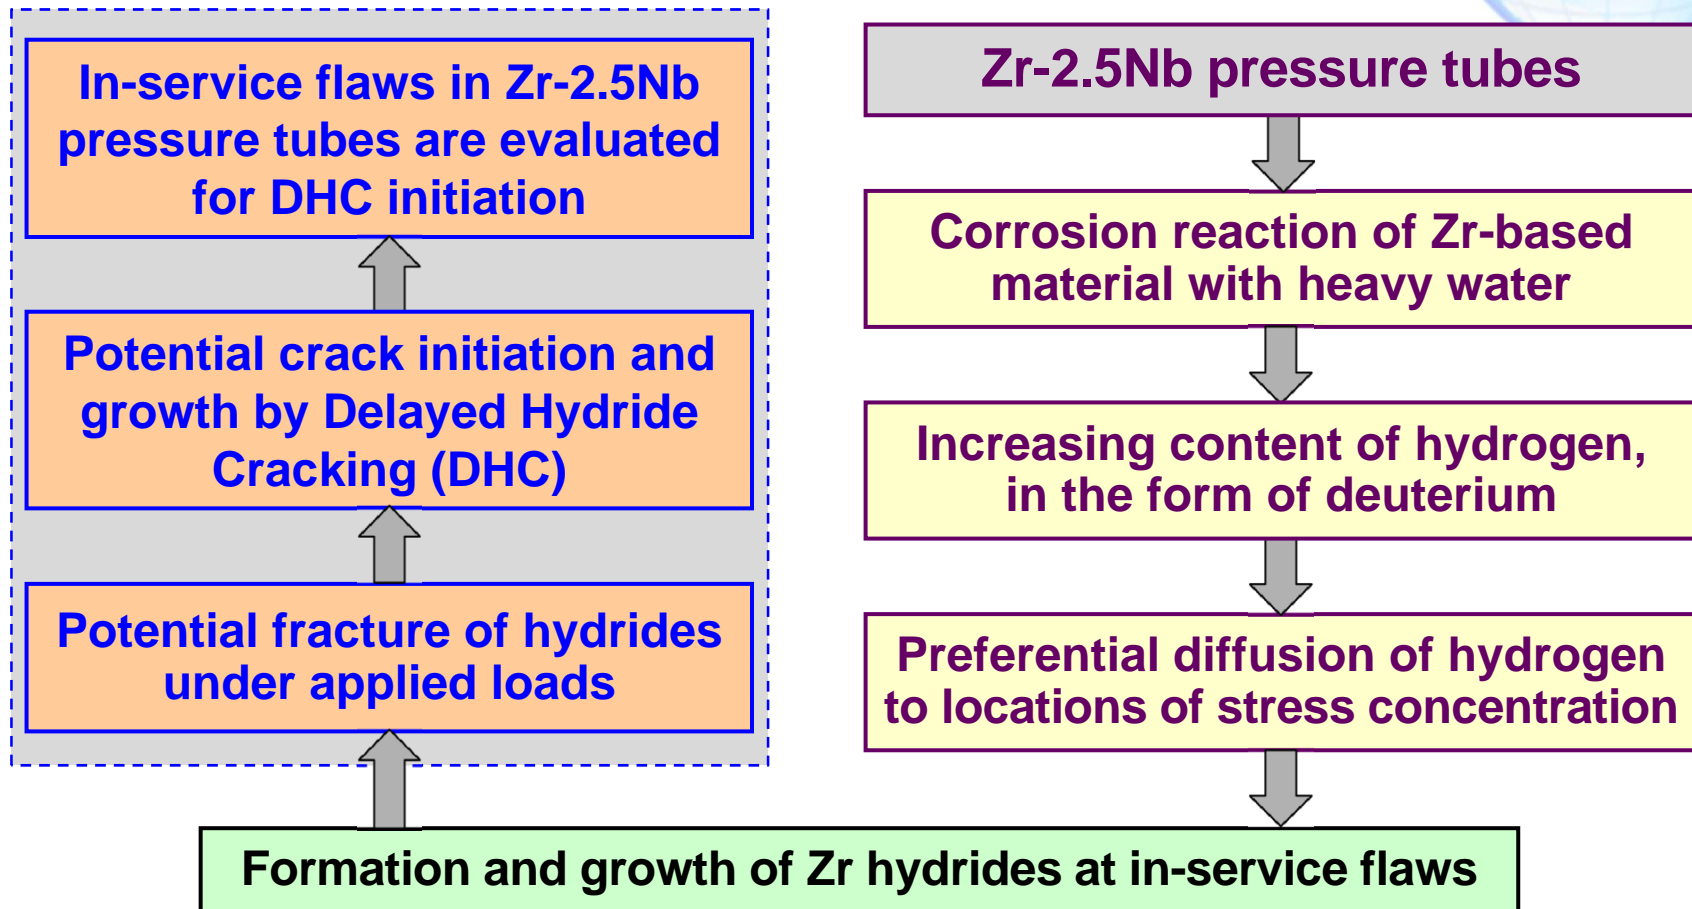 In-service flaws in Zr-2.5Nb
pressure tubes are evaluated
for DHC initiation
Potential crack initiation and
growth by Delayed Hydride
Cracking (DHC)
Potential fracture of hydrides
under applied loads
Zr-2.5Nb pressure tubes
Corrosion reaction of Zr-based
material with heavy water
Increasing content of hydrogen,
in the form of deuterium
Preferential diffusion of hydrogen
to locations of stress concentration
Formation and growth of Zr hydrides at in-service flaws